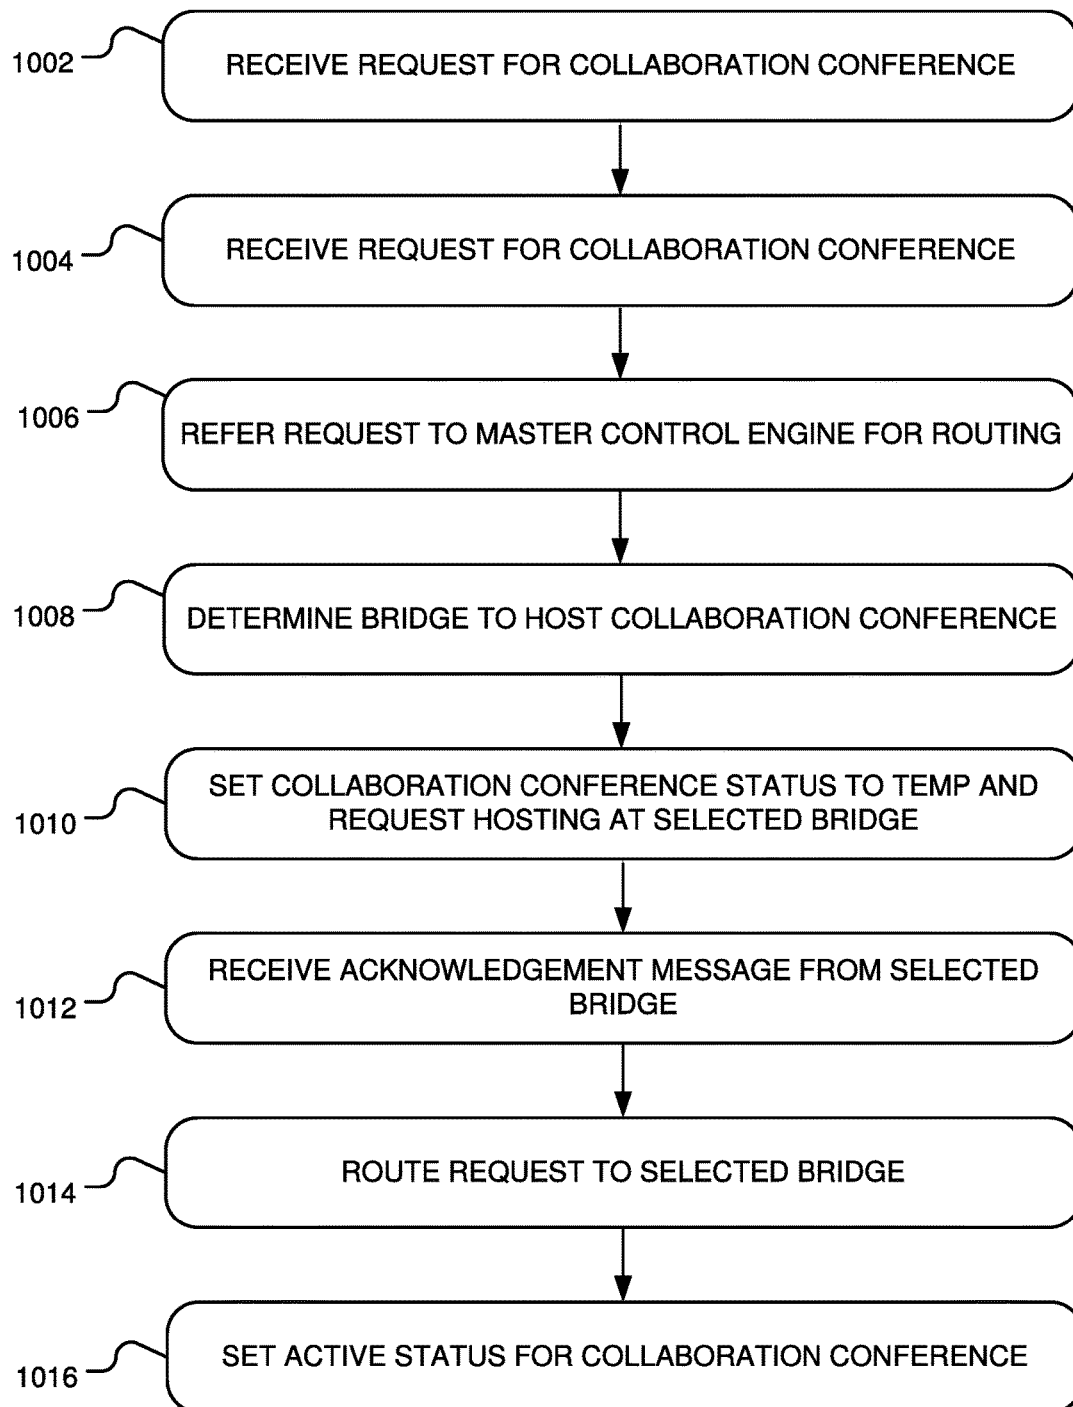 1002
RECEIVE REQUEST FOR COLLABORATION CONFERENCE
1004
RECEIVE REQUEST FOR COLLABORATION CONFERENCE
1006
REFER REQUEST TO MASTER CONTROL ENGINE FOR ROUTING
1008
DETERMINE BRIDGE TO HOST COLLABORATION CONFERENCE
1010
SET COLLABORATION CONFERENCE STATUS TO TEMP AND
REQUEST HOSTING AT SELECTED BRIDGE
1012
RECEIVE ACKNOWLEDGEMENT MESSAGE FROM SELECTED
BRIDGE
1014
ROUTE REQUEST TO SELECTED BRIDGE
1016
SET ACTIVE STATUS FOR COLLABORATION CONFERENCE